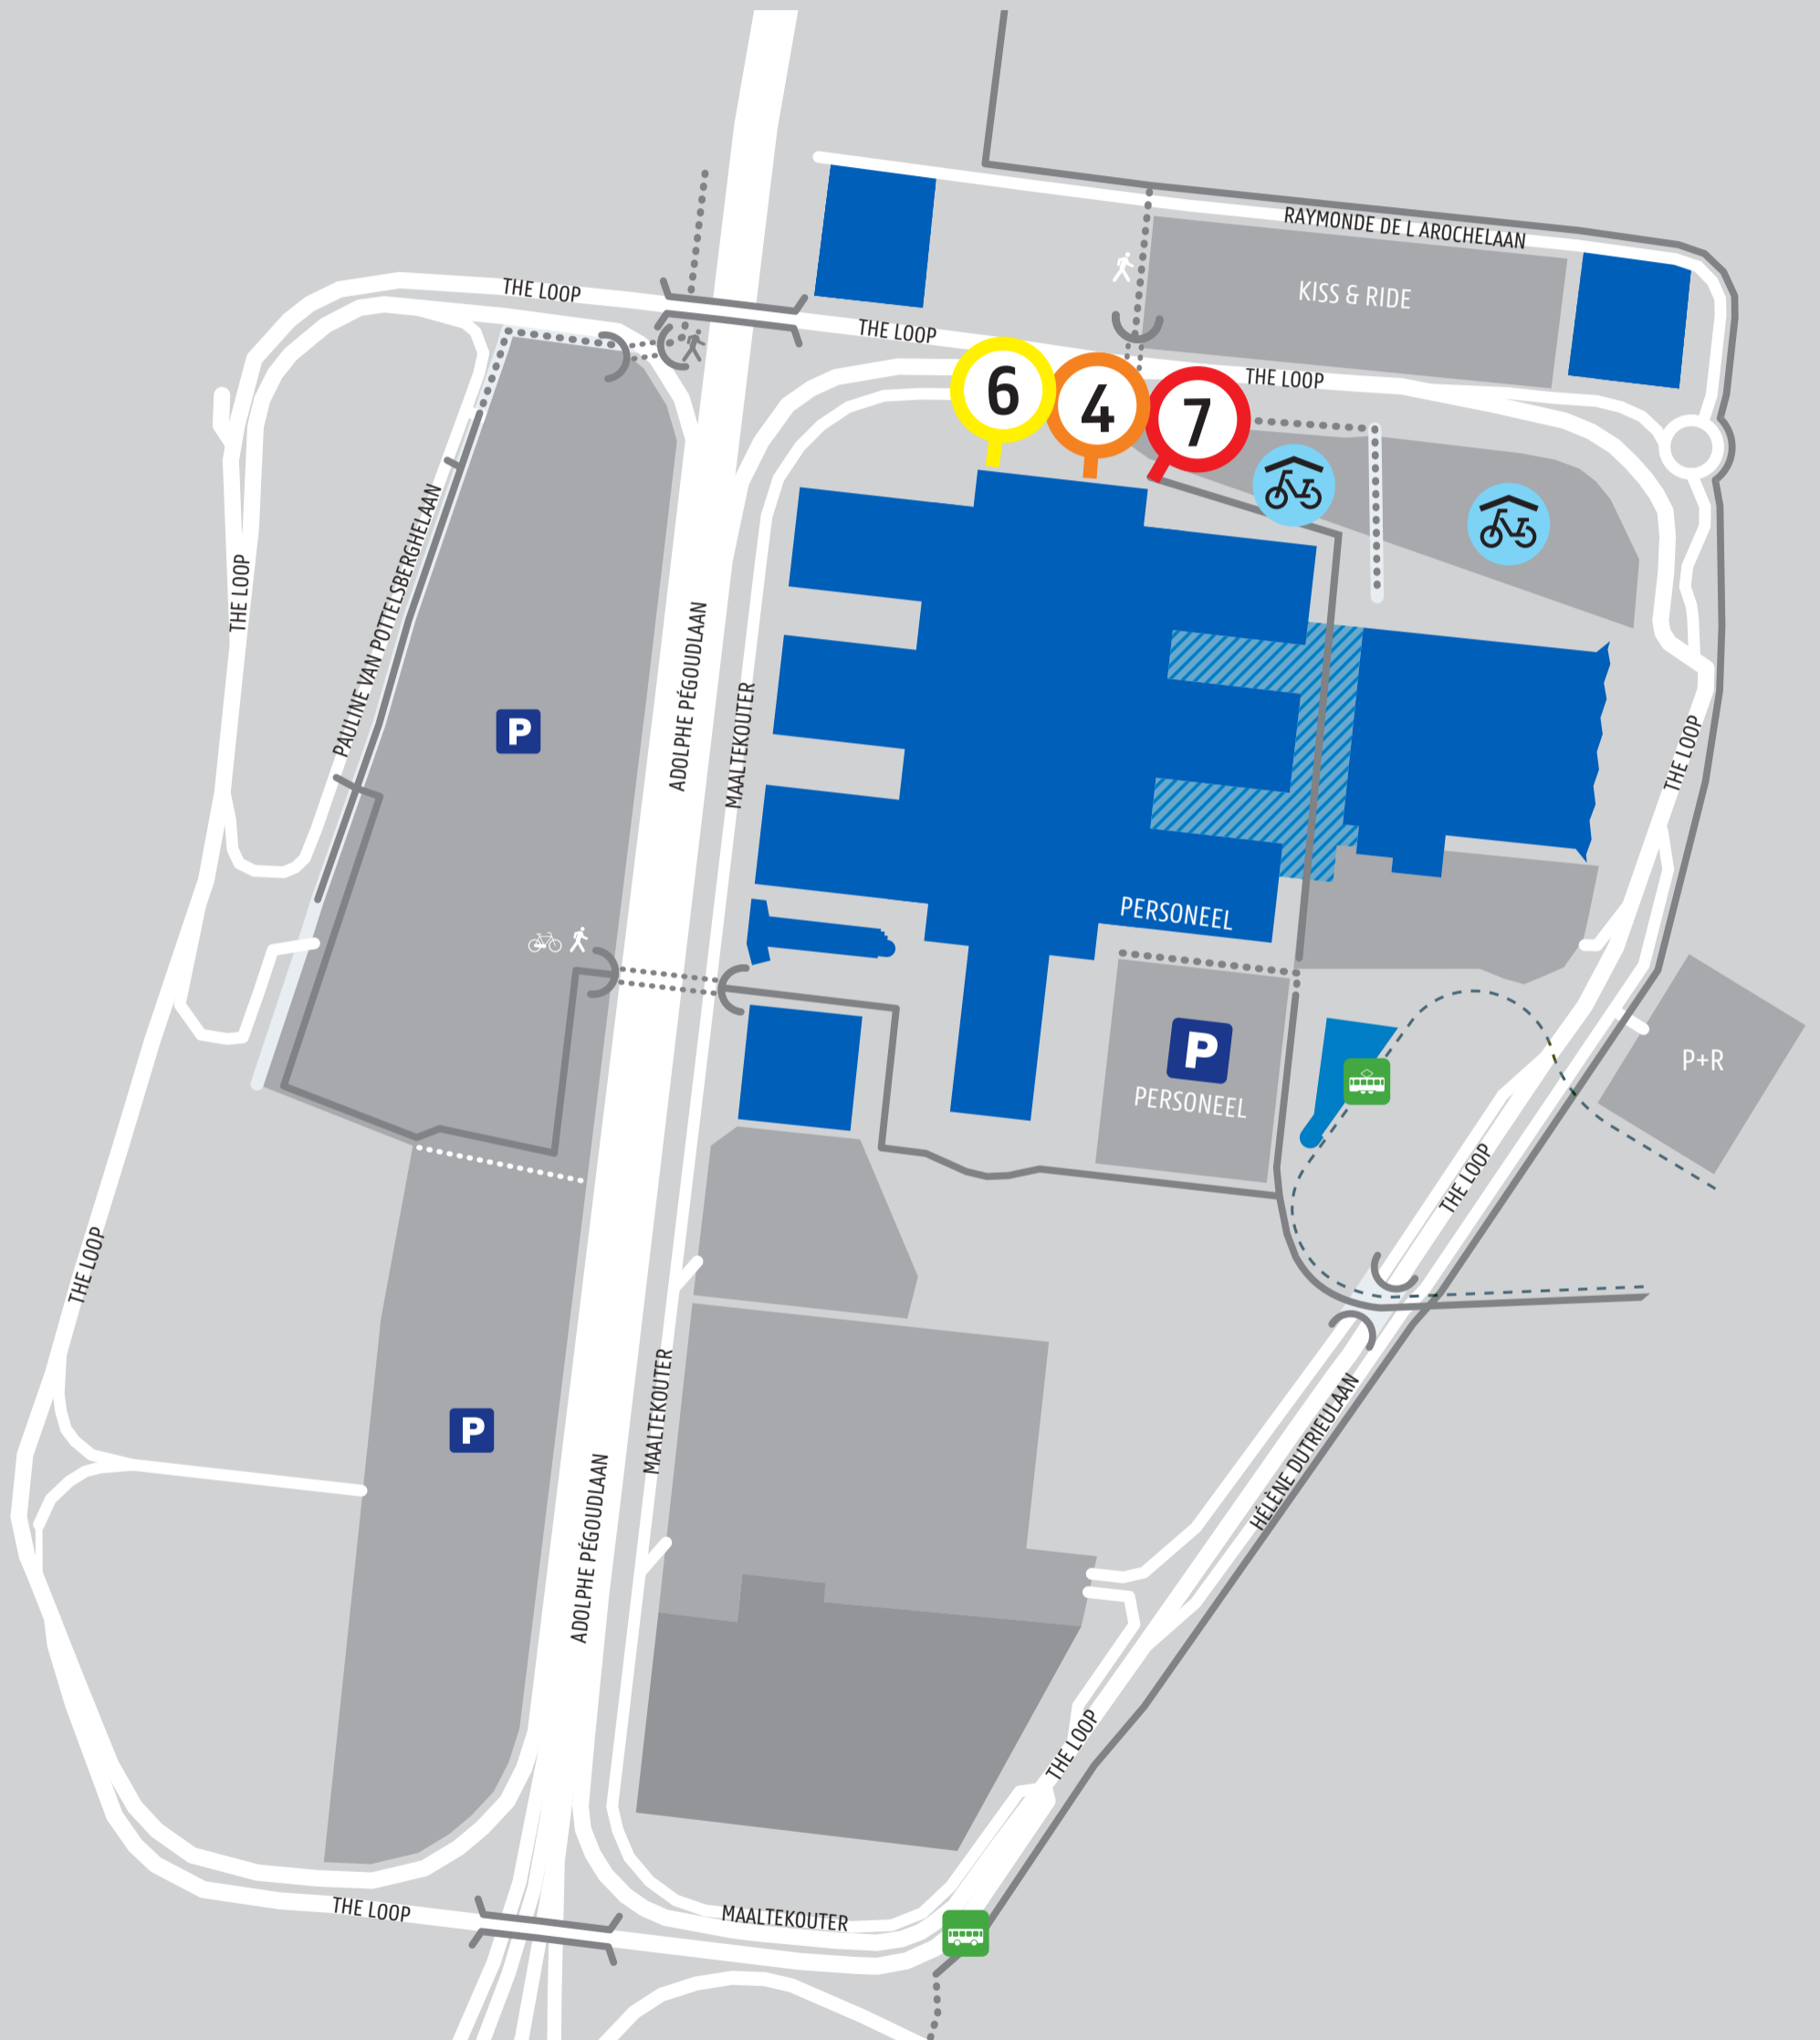 RAYMONDE DE L AROCHELAAN
THE LOOP
KISS & RIDE
THE LOOP
THE LOOP
6
4
7
THE LOOP
PAULINE VAN POTTELSBERGHELAAN
ADOLPHE PÉGOUDLAAN
MAALTEKOUTER
P
THE LOOP
PERSONEEL
P
PERSONEEL
P+R
THE LOOP
THE LOOP
MAALTEKOUTER
P
HÉLÈNE DUTRIEULAAN
ADOLPHE PÉGOUDLAAN
THE LOOP
THE LOOP
MAALTEKOUTER